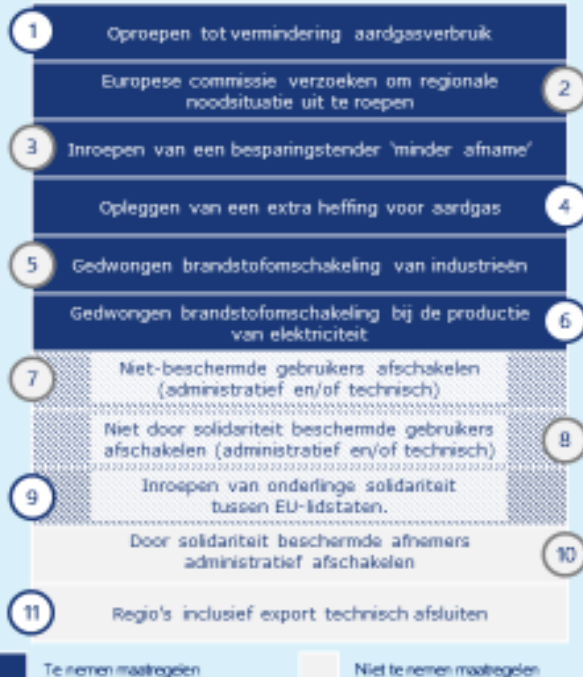 1
Oproepen tot vermindering aardgasverbruik
Europese commissie verzoeken om regionale
noodsituatie uit te roepen
2
3
Inroepen van een besparingstender 'minder afname'
Opleggen van een extra heffing voor aardgas
4
5
Gedwongen brandstofomschakeling van industrieën
Gedwongen brandstofomschakeling bij de productie
van elektriciteit
6
7
Niet-beschermde gebruikers afschakelen
(administratief en/of technisch)
Niet door solidariteit beschermde gebruikers
afschakelen (administratief en/of technisch)
8
9
Inroepen van onderlinge solidariteit
tussen EU-lidstaten.
Door solidariteit beschermde afnemers
administratief afschakelen
10
11
Regio's inclusief export technisch afsluiten
Te nemen maatregelen
Niet te nemen maatregelen